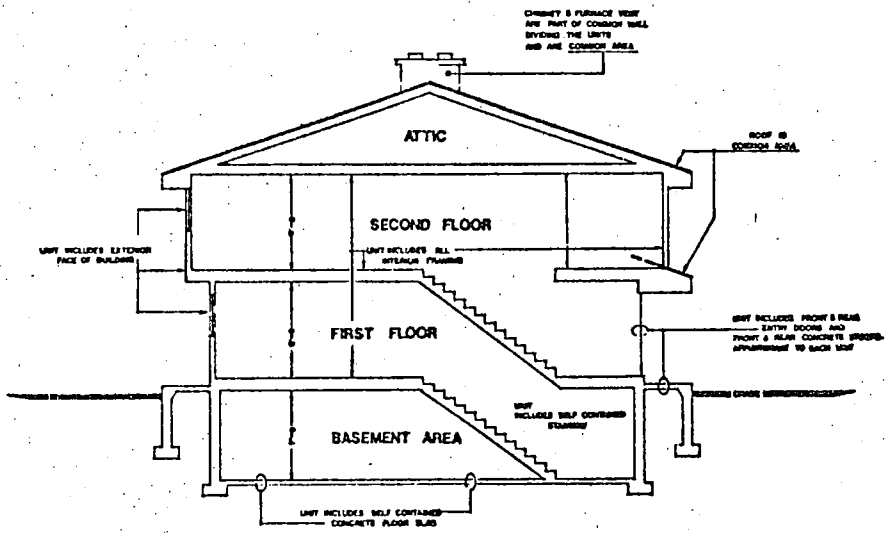 CHIMNEY & FURNACE VENT
ARE PART OF COMMON WALL
DIVIDING THE UNITS
AND ARE COMMON AREA
ATTIC
ROOF IS
COMMON AREA
SECOND FLOOR
UNIT INCLUDES EXTERIOR
FACE OF BUILDING
UNIT INCLUDES ALL
INTERIOR FRAMING
FIRST FLOOR
UNIT INCLUDES FRONT & REAR
ENTRY DOORS AND
FRONT & REAR CONCRETE STOOPS
APPURTENANT TO EACH UNIT
UNIT
INCLUDES SELF CONTAINED
STAIRWAY
BASEMENT AREA
UNIT INCLUDES SELF CONTAINED
CONCRETE FLOOR SLAB